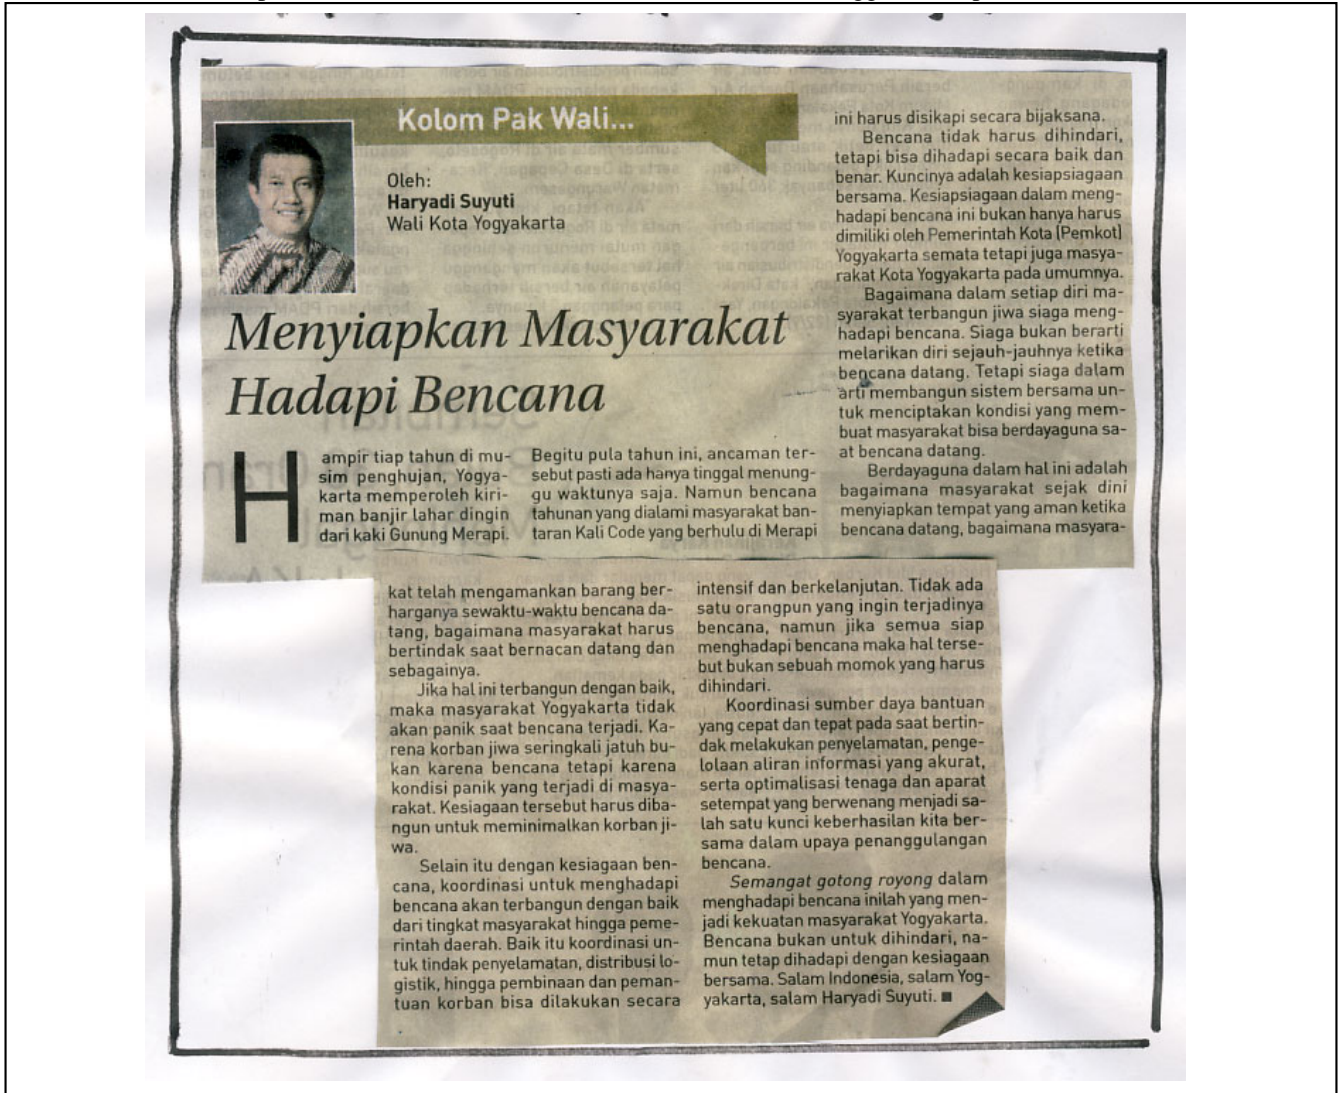 Kolom Pak Wali...
Oleh:
Haryadi Suyuti
Wali Kota Yogyakarta
Menyiapkan Masyarakat
Hadapi Bencana
Hampir tiap tahun di mu-
sim penghujan, Yogya-
karta memperoleh kiri-
man banjir lahar dingin
dari kaki Gunung Merapi.
Begitu pula tahun ini, ancaman ter-
sebut pasti ada hanya tinggal menung-
gu waktunya saja. Namun bencana
tahunan yang dialami masyarakat ban-
taran Kali Code yang berhulu di Merapi
ini harus disikapi secara bijaksana.
Bencana tidak harus dihindari,
tetapi bisa dihadapi secara baik dan
benar. Kuncinya adalah kesiapsiagaan
bersama. Kesiapsiagaan dalam meng-
hadapi bencana ini bukan hanya harus
dimiliki oleh Pemerintah Kota (Pemkot)
Yogyakarta semata tetapi juga masya-
rakat Kota Yogyakarta pada umumnya.
Bagaimana dalam setiap diri ma-
syarakat terbangun jiwa siaga meng-
hadapi bencana. Siaga bukan berarti
melarikan diri sejauh-jauhnya ketika
bencana datang. Tetapi siaga dalam
arti membangun sistem bersama un-
tuk menciptakan kondisi yang mem-
buat masyarakat bisa berdayaguna sa-
at bencana datang.
Berdayaguna dalam hal ini adalah
bagaimana masyarakat sejak dini
menyiapkan tempat yang aman ketika
bencana datang, bagaimana masyara-
kat telah mengamankan barang ber-
harganya sewaktu-waktu bencana da-
tang, bagaimana masyarakat harus
bertindak saat bernacan datang dan
sebagainya.
Jika hal ini terbangun dengan baik,
maka masyarakat Yogyakarta tidak
akan panik saat bencana terjadi. Ka-
rena korban jiwa seringkali jatuh bu-
kan karena bencana tetapi karena
kondisi panik yang terjadi di masya-
rakat. Kesiagaan tersebut harus diba-
ngun untuk meminimalkan korban ji-
wa.
Selain itu dengan kesiagaan ben-
cana, koordinasi untuk menghadapi
bencana akan terbangun dengan baik
dari tingkat masyarakat hingga peme-
rintah daerah. Baik itu koordinasi un-
tuk tindak penyelamatan, distribusi lo-
gistik, hingga pembinaan dan peman-
tuan korban bisa dilakukan secara
intensif dan berkelanjutan. Tidak ada
satu orangpun yang ingin terjadinya
bencana, namun jika semua siap
menghadapi bencana maka hal terse-
but bukan sebuah momok yang harus
dihindari.
Koordinasi sumber daya bantuan
yang cepat dan tepat pada saat bertin-
dak melakukan penyelamatan, penge-
lolaan aliran informasi yang akurat,
serta optimalisasi tenaga dan aparat
setempat yang berwenang menjadi sa-
lah satu kunci keberhasilan kita ber-
sama dalam upaya penanggulangan
bencana.
Semangat gotong royong dalam
menghadapi bencana inilah yang men-
jadi kekuatan masyarakat Yogyakarta.
Bencana bukan untuk dihindari, na-
mun tetap dihadapi dengan kesiagaan
bersama. Salam Indonesia, salam Yog-
yakarta, salam Haryadi Suyuti. ■